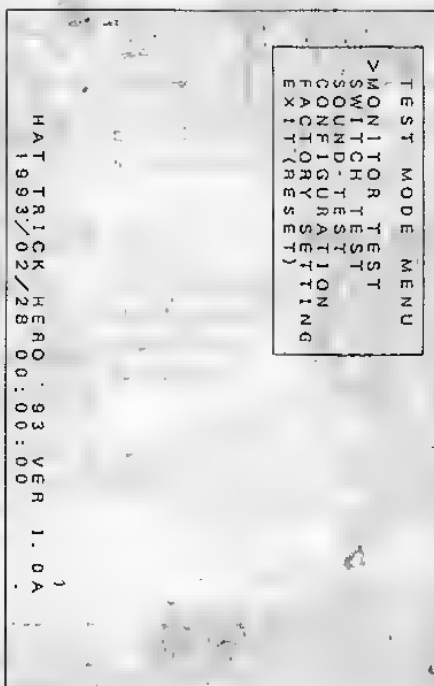 TEST MODE MENU
>MONITOR TEST
SWITCH TEST
SOUND-TEST
CONFIGURATION
FACTORY SETTING
EXIT(RESET)
HAT TRICK HERO '93 VER 1.0A
1993/02/28 00:00:00